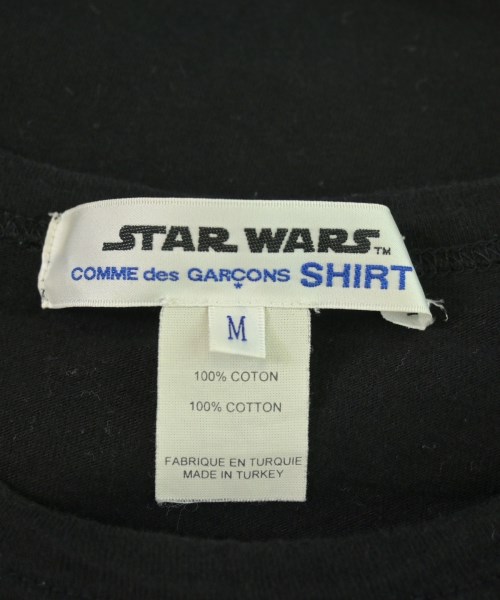 STAR WARS™
COMME des GARÇONS SHIRT
M
100% COTON
100% COTTON
FABRIQUE EN TURQUIE
MADE IN TURKEY